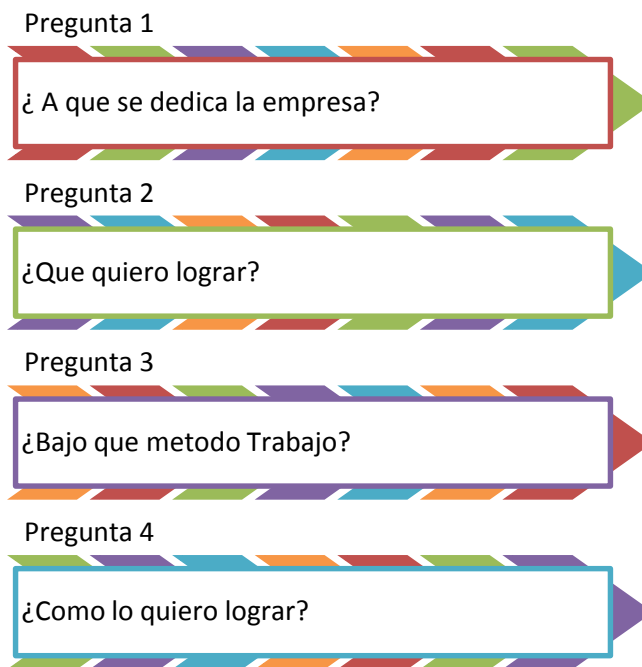 Pregunta 1
¿ A que se dedica la empresa?
Pregunta 2
¿Que quiero lograr?
Pregunta 3
¿Bajo que metodo Trabajo?
Pregunta 4
¿Como lo quiero lograr?